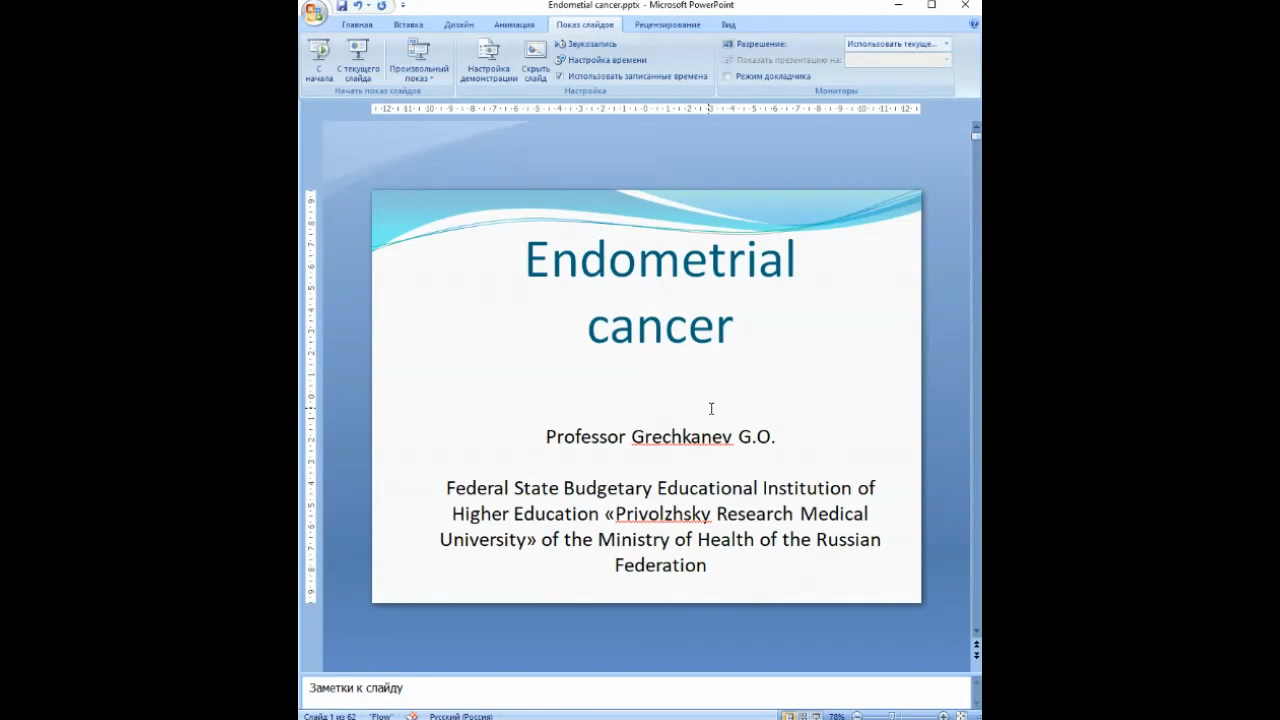 Endometial cancer.pptx - Microsoft PowerPoint
Главная Вставка Дизайн Анимация Показ слайдов Рецензирование Вид
С начала
С текущего слайда
Произвольный показ
Начать показ слайдов
Настройка демонстрации
Скрыть слайд
Звукозапись
Настройка времени
Использовать записанные времена
Настройка
Разрешение: Использовать текуще...
Показать презентацию на:
Режим докладчика
Мониторы
Endometrial
cancer
Professor Grechkanev G.O.
Federal State Budgetary Educational Institution of
Higher Education «Privolzhsky Research Medical
University» of the Ministry of Health of the Russian
Federation
Заметки к слайду
Слайд 1 из 62 "Flow" Русский (Россия) 78%